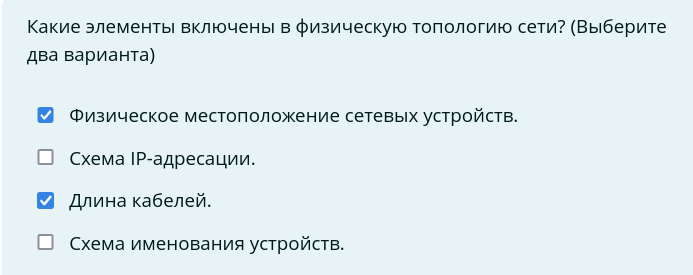 Какие элементы включены в физическую топологию сети? (Выберите
два варианта)
Физическое местоположение сетевых устройств.
Схема IP-адресации.
Длина кабелей.
Схема именования устройств.